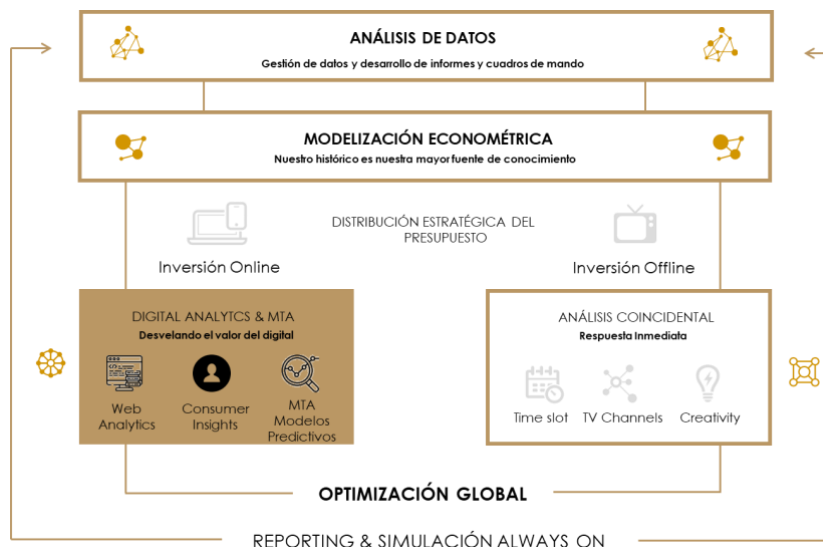 ANÁLISIS DE DATOS
Gestión de datos y desarrollo de informes y cuadros de mando
MODELIZACIÓN ECONOMÉTRICA
Nuestro histórico es nuestra mayor fuente de conocimiento
DISTRIBUCIÓN ESTRATÉGICA DEL
PRESUPUESTO
Inversión Online
Inversión Offline
DIGITAL ANALYTCS & MTA
Desvelando el valor del digital
Web
Analytics
Consumer
Insights
MTA
Modelos
Predictivos
ANÁLISIS COINCIDENTAL
Respuesta Inmediata
Time slot
TV Channels
Creativity
OPTIMIZACIÓN GLOBAL
REPORTING & SIMULACIÓN ALWAYS ON